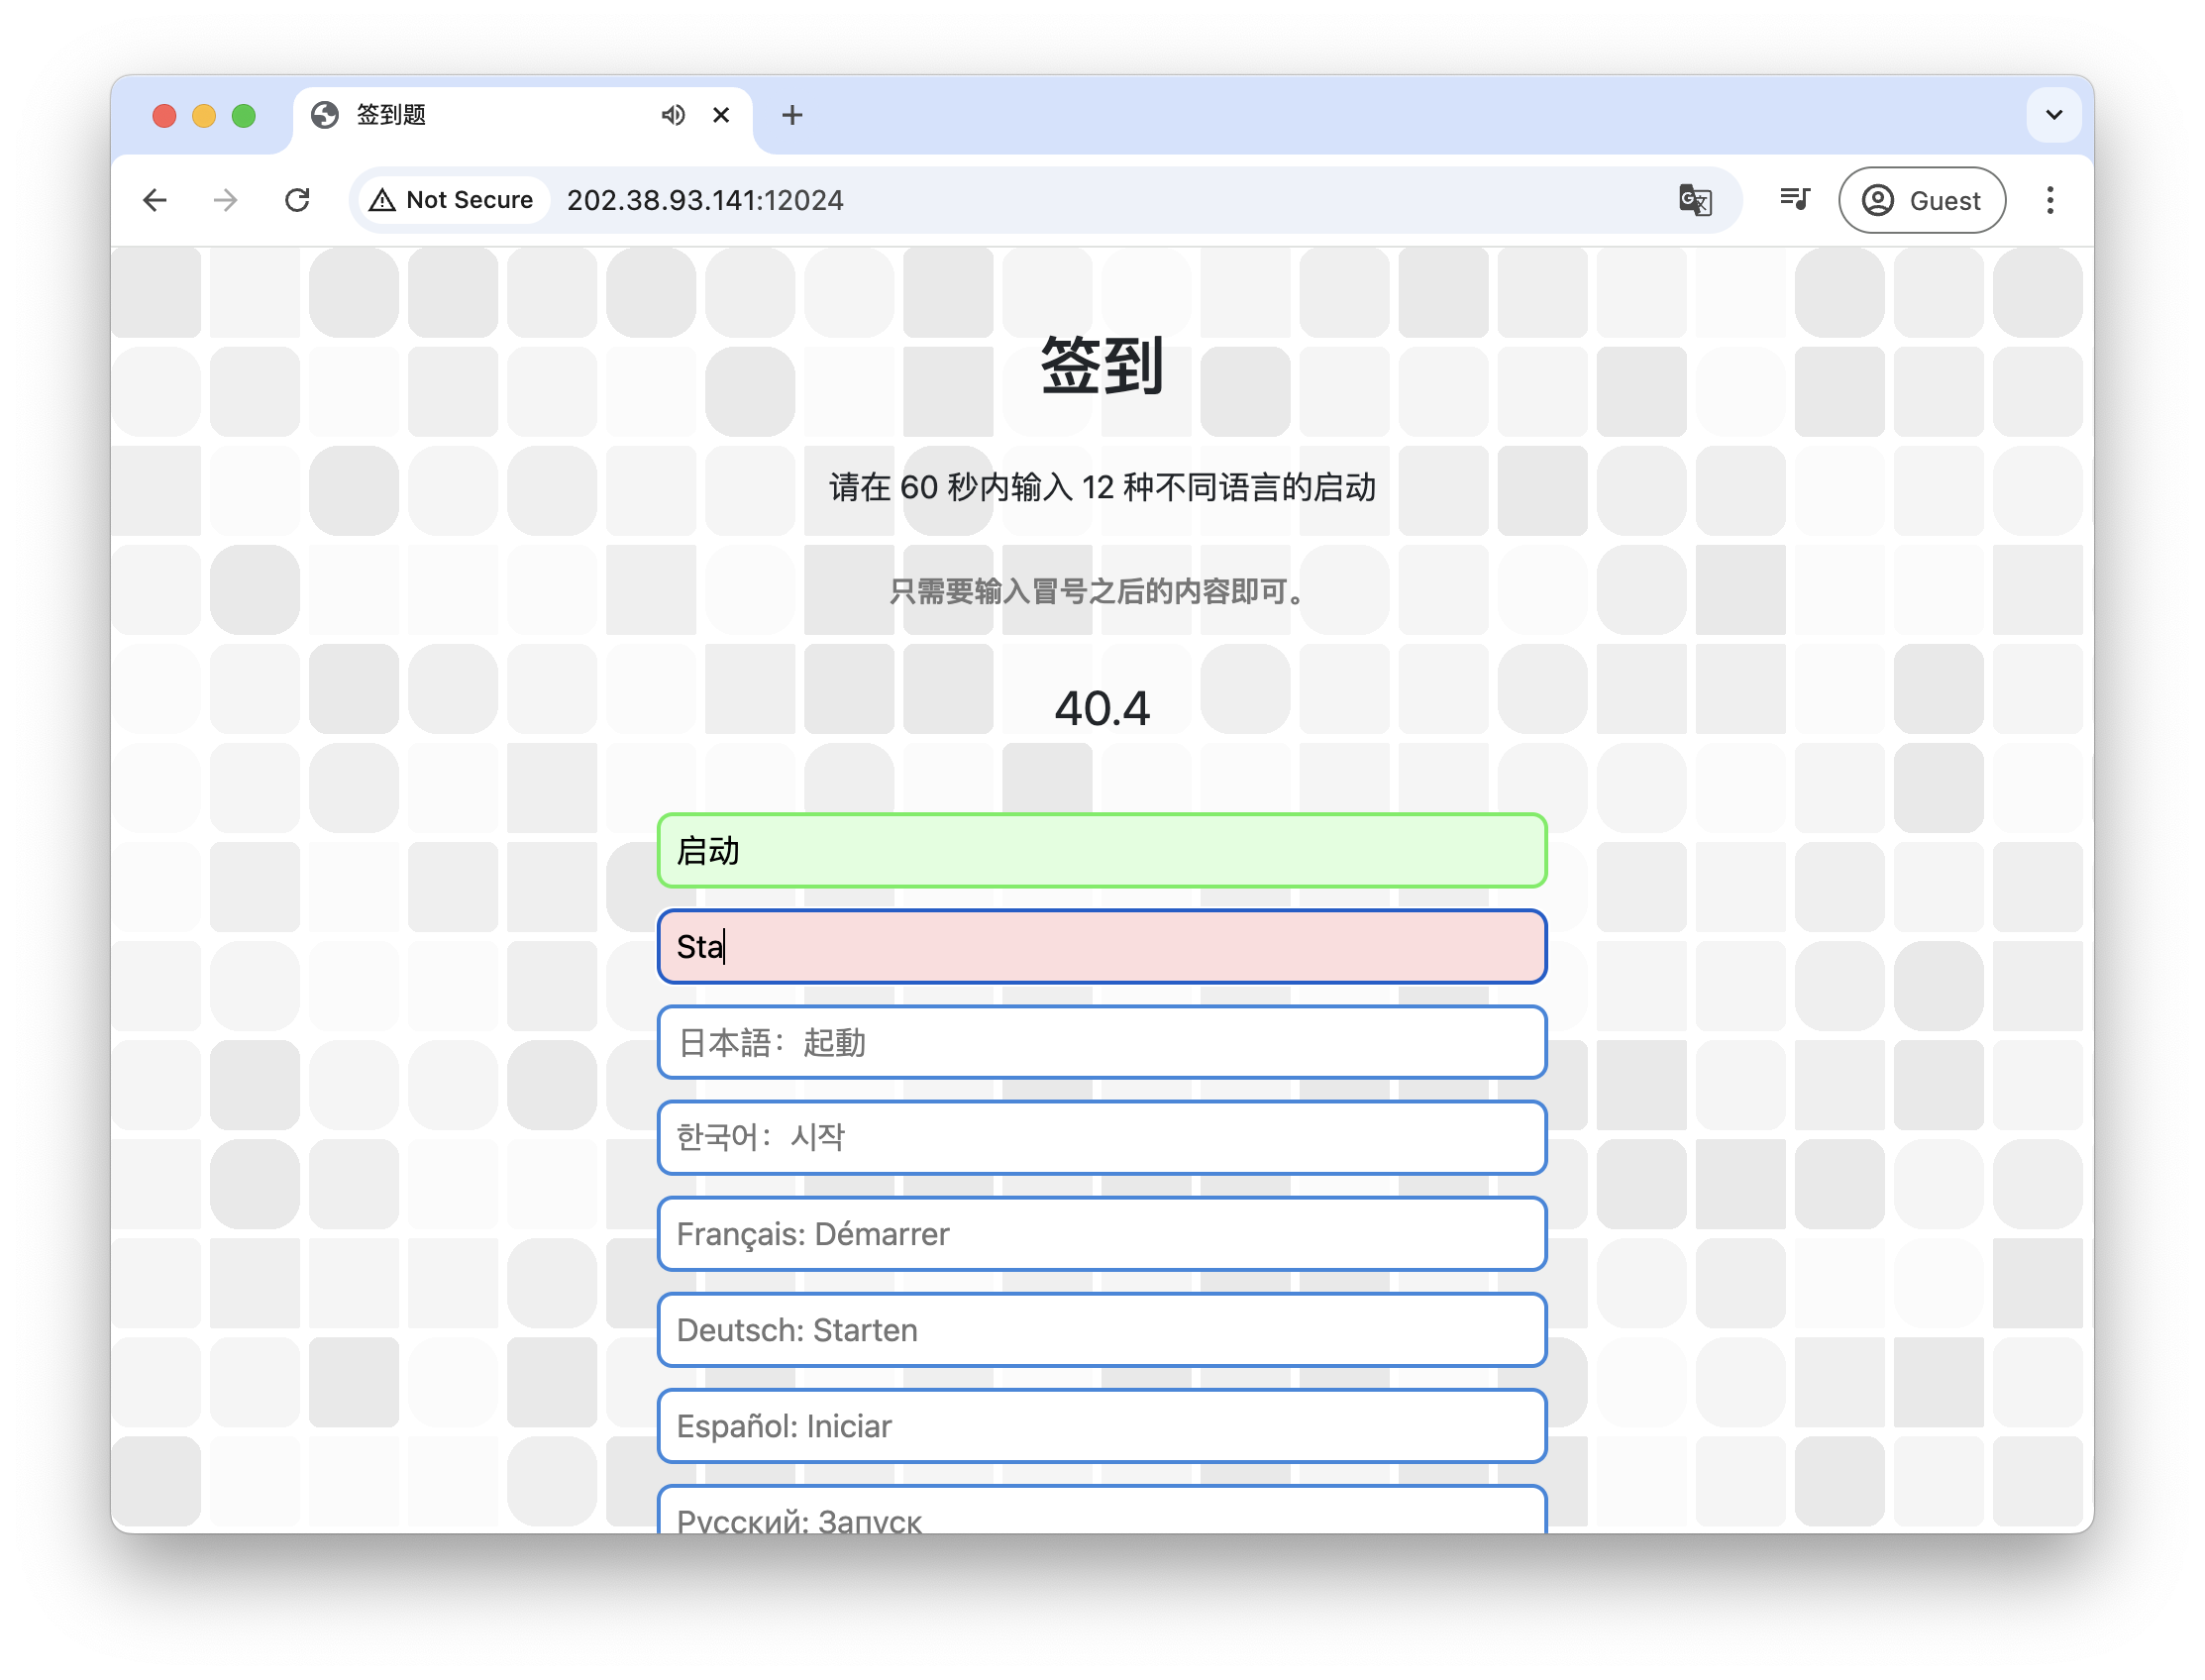 签到题
Not Secure
202.38.93.141:12024
Guest
签到
请在 60 秒内输入 12 种不同语言的启动
只需要输入冒号之后的内容即可。
40.4
启动
Sta
日本語：起動
한국어：시작
Français: Démarrer
Deutsch: Starten
Español: Iniciar
Русский: Запуск